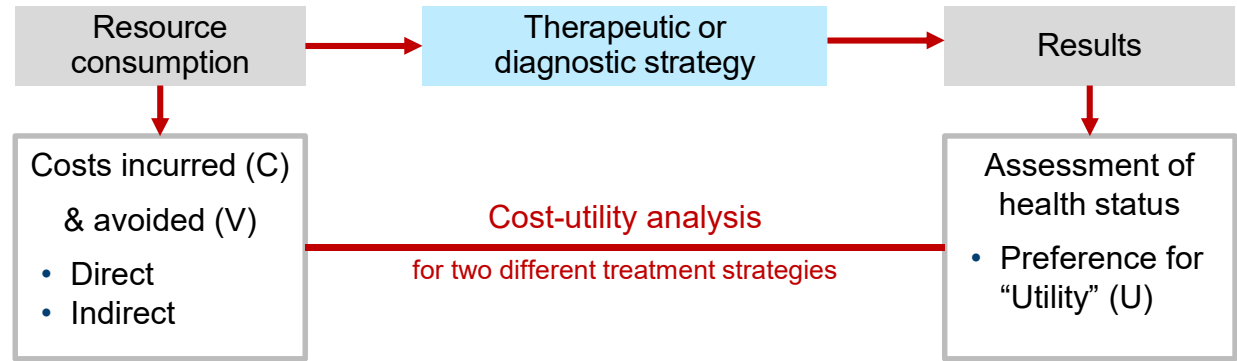 Resource
consumption
Therapeutic or
diagnostic strategy
Results
Costs incurred (C)
& avoided (V)
• Direct
• Indirect
Cost-utility analysis
for two different treatment strategies
Assessment of
health status
• Preference for
“Utility” (U)